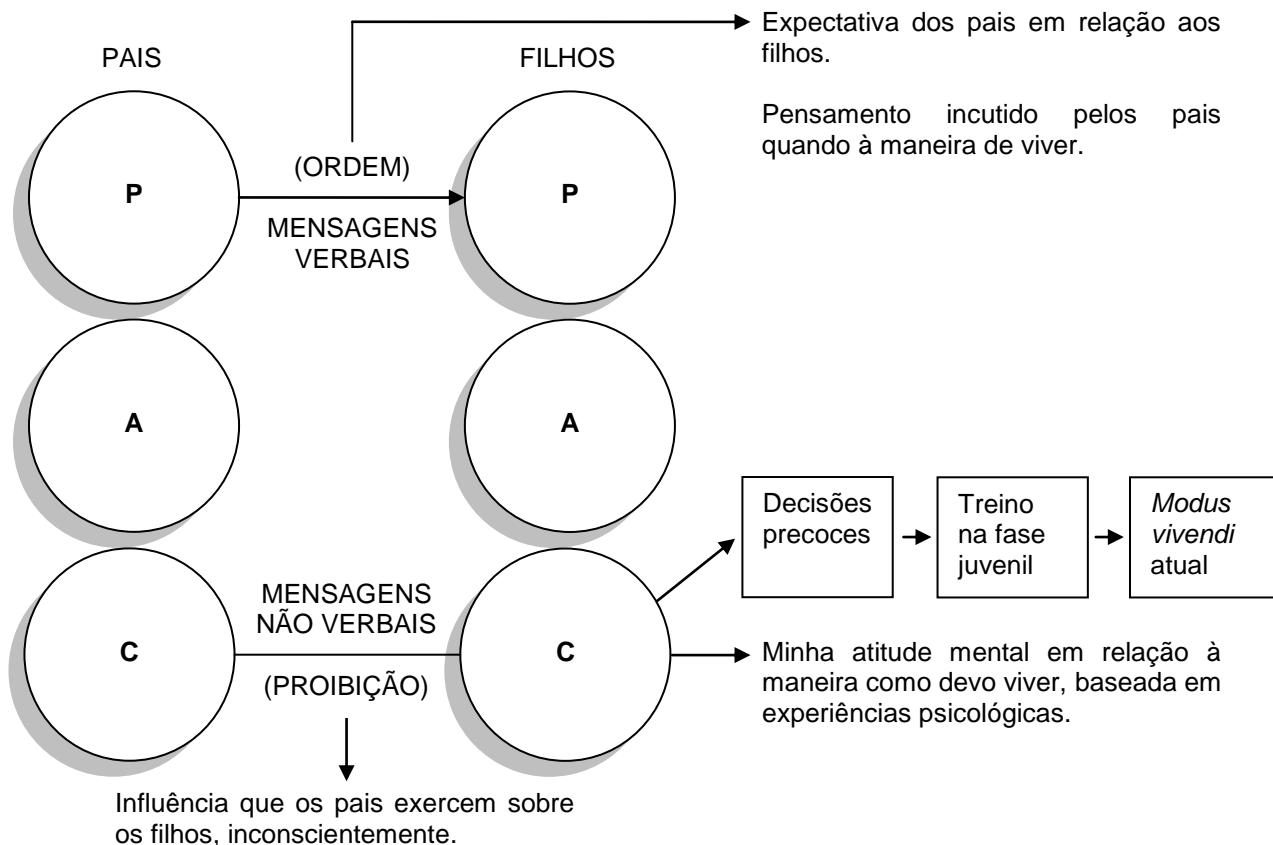 Expectativa dos pais em relação aos
filhos.
Pensamento incutido pelos pais
quando à maneira de viver.
PAIS
FILHOS
(ORDEM)
P
P
MENSAGENS
VERBAIS
A
A
Decisões
precoces
Treino
na fase
juvenil
Modus
vivendi
atual
MENSAGENS
NÃO VERBAIS
C
C
(PROIBIÇÃO)
Minha atitude mental em relação à
maneira como devo viver, baseada em
experiências psicológicas.
Influência que os pais exercem sobre
os filhos, inconscientemente.